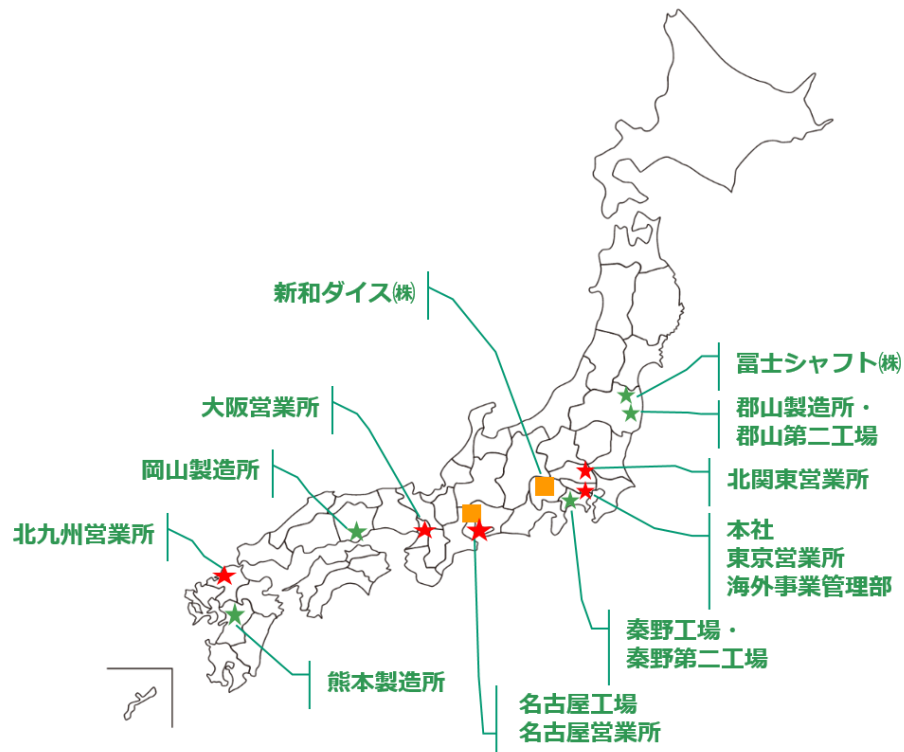 新和ダイス㈱
冨士シャフト㈱
大阪営業所
郡山製造所・
郡山第二工場
岡山製造所
北関東営業所
北九州営業所
本社
東京営業所
海外事業管理部
秦野工場・
秦野第二工場
熊本製造所
名古屋工場
名古屋営業所